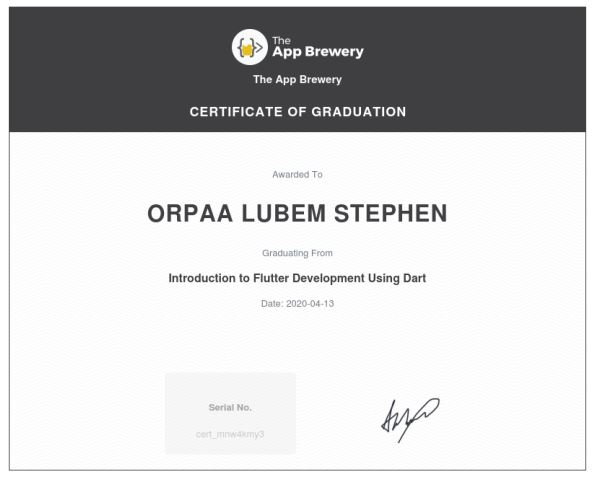 The
App Brewery
The App Brewery
CERTIFICATE OF GRADUATION
Awarded To
ORPAA LUBEM STEPHEN
Graduating From
Introduction to Flutter Development Using Dart
Date: 2020-04-13
Serial No.
cert_mnw4kmy3